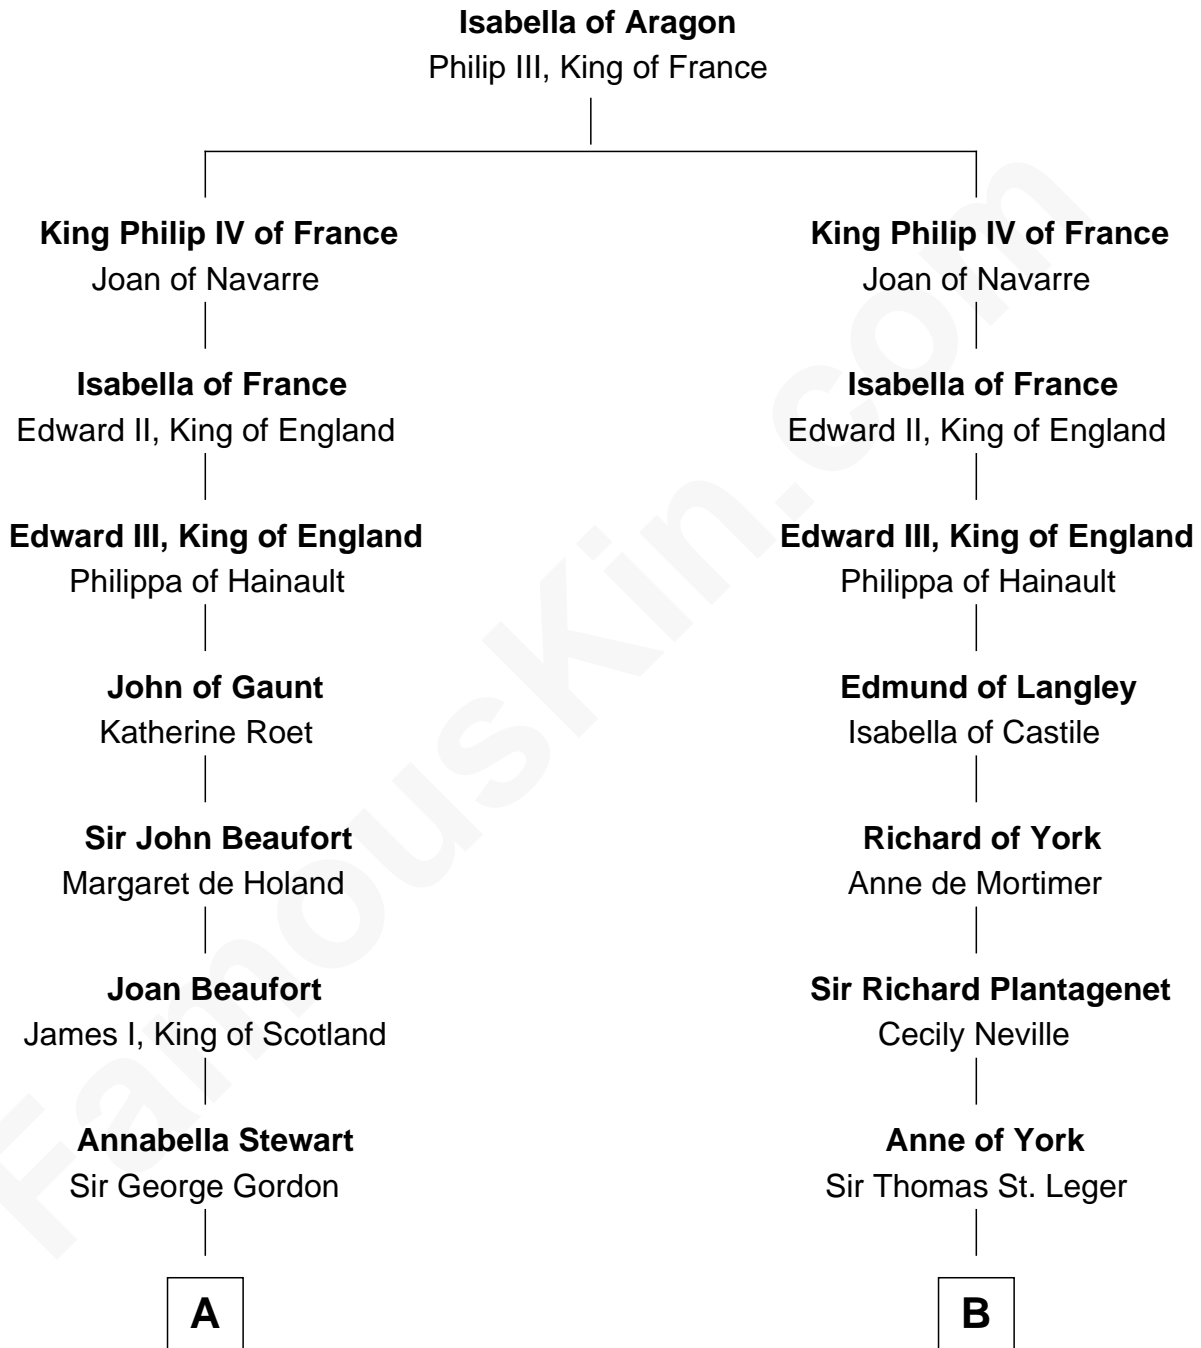 Isabella of Aragon
Philip III, King of France
King Philip IV of France
Joan of Navarre
Isabella of France
Edward II, King of England
Edward III, King of England
Philippa of Hainault
John of Gaunt
Katherine Roet
Sir John Beaufort
Margaret de Holand
Joan Beaufort
James I, King of Scotland
Annabella Stewart
Sir George Gordon
A
King Philip IV of France
Joan of Navarre
Isabella of France
Edward II, King of England
Edward III, King of England
Philippa of Hainault
Edmund of Langley
Isabella of Castile
Richard of York
Anne de Mortimer
Sir Richard Plantagenet
Cecily Neville
Anne of York
Sir Thomas St. Leger
B
FamousKin.com